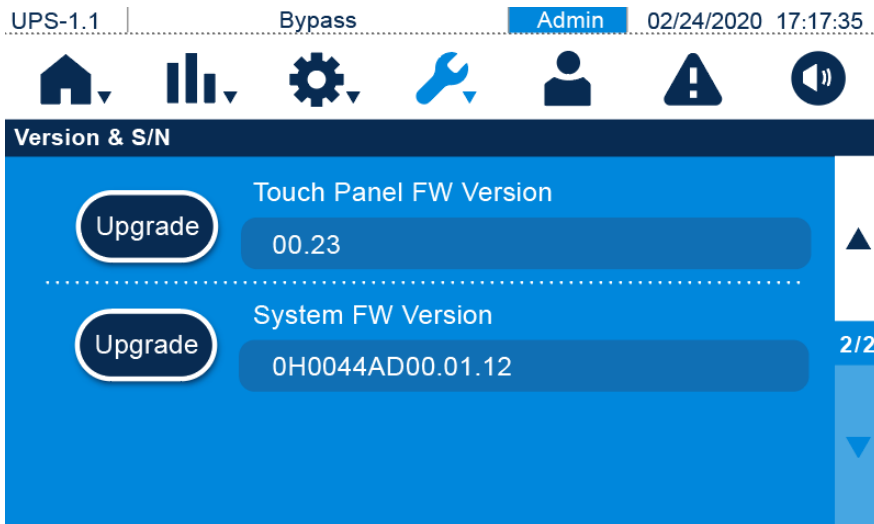 UPS-1.1 Bypass Admin 02/24/2020 17:17:35
Version & S/N
Touch Panel FW Version
Upgrade
00.23
System FW Version
Upgrade
0H0044AD00.01.12
2/2